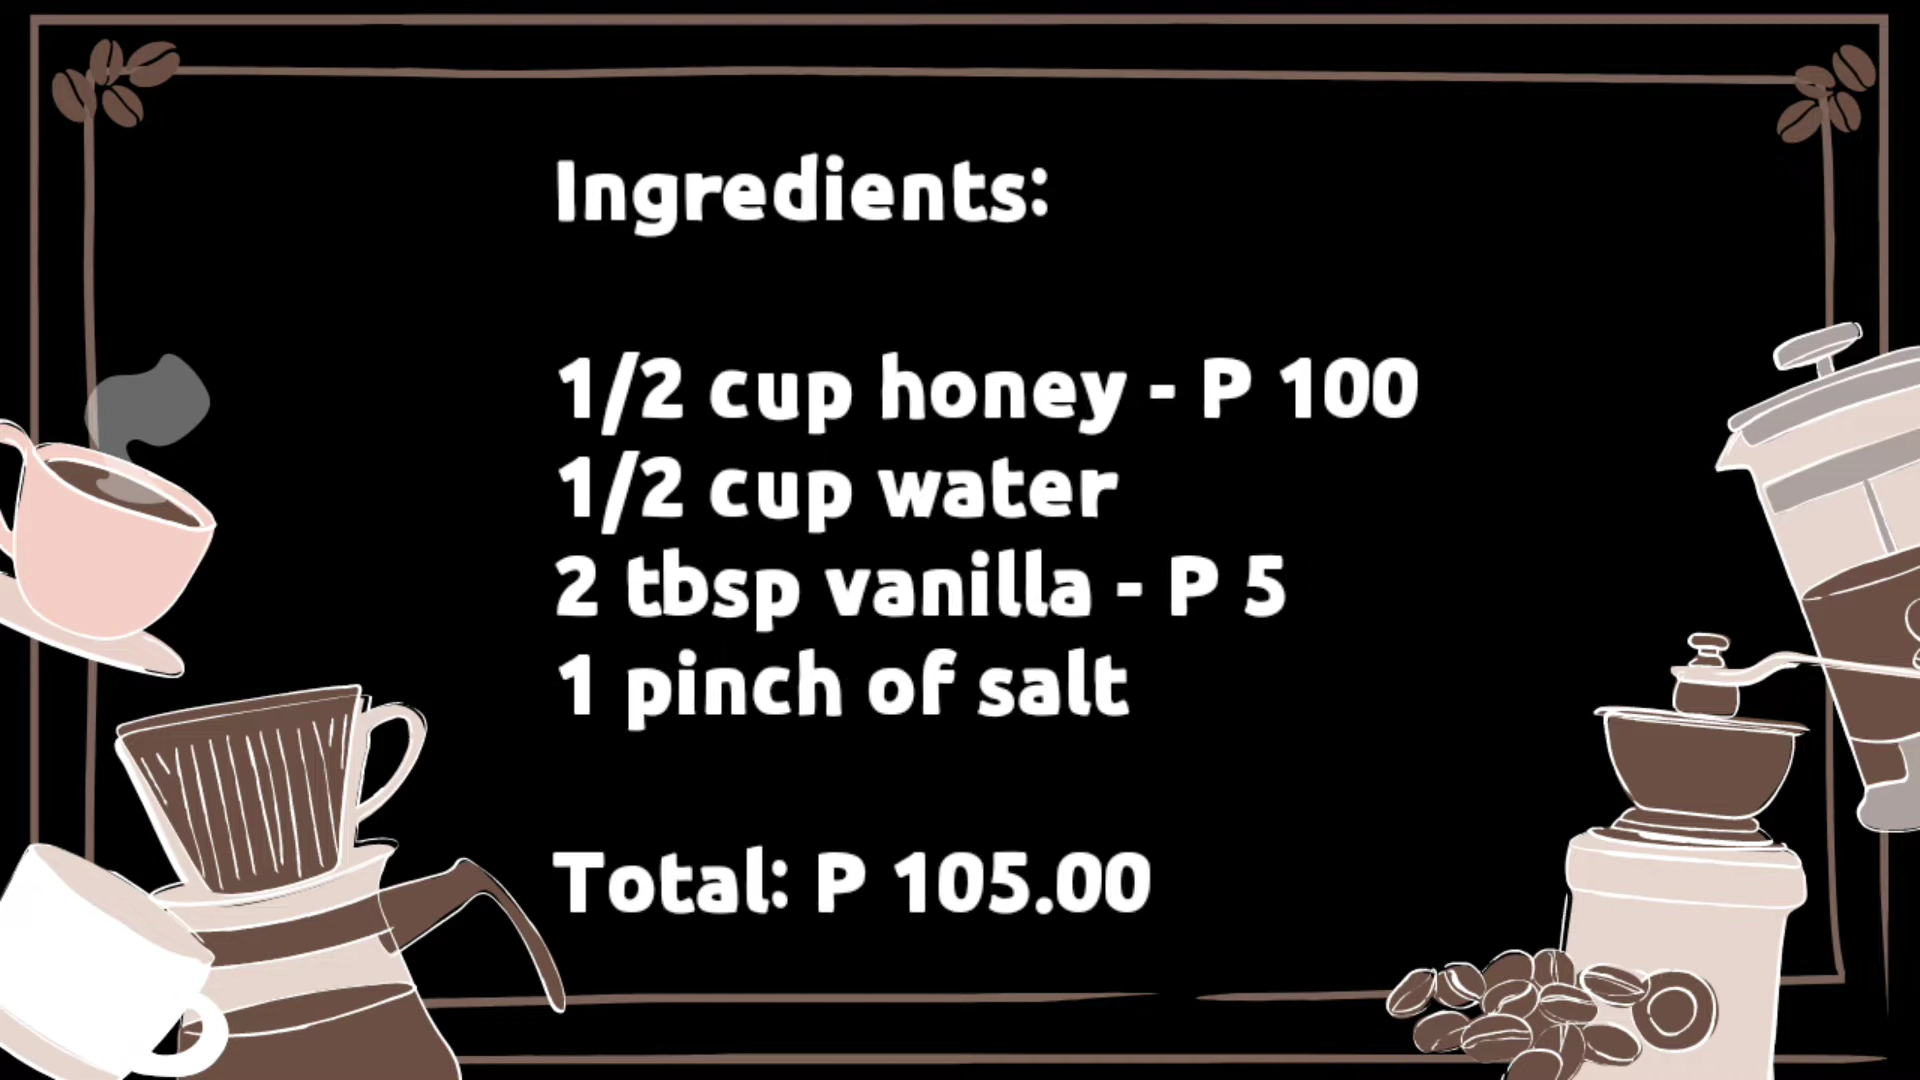 Ingredients:
1/2 cup honey - P 100
1/2 cup water
2 tbsp vanilla - P 5
1 pinch of salt
Total: P 105.00